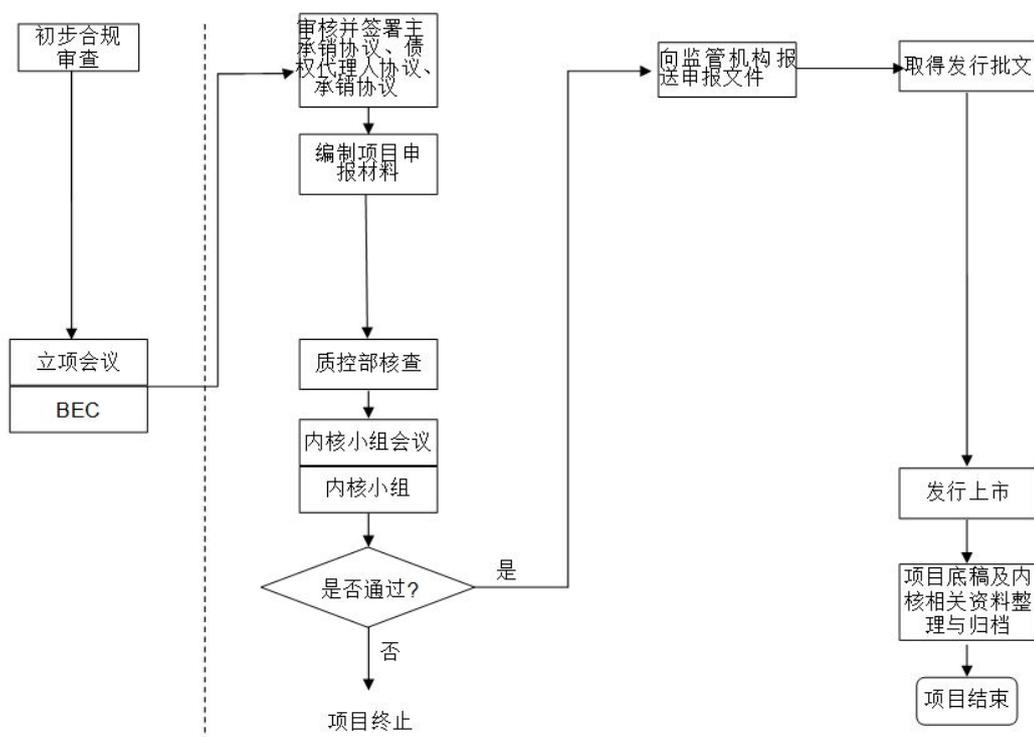 初步合规
审查
立项会议
BEC
审核并签署主
承销协议、债
权代理人协议、
承销协议
编制项目申
报材料
质控部核查
内核小组会议
内核小组
是否通过?
是
否
项目终止
向监管机构报
送申报文件
取得发行批文
发行上市
项目底稿及内
核相关资料整
理与归档
项目结束